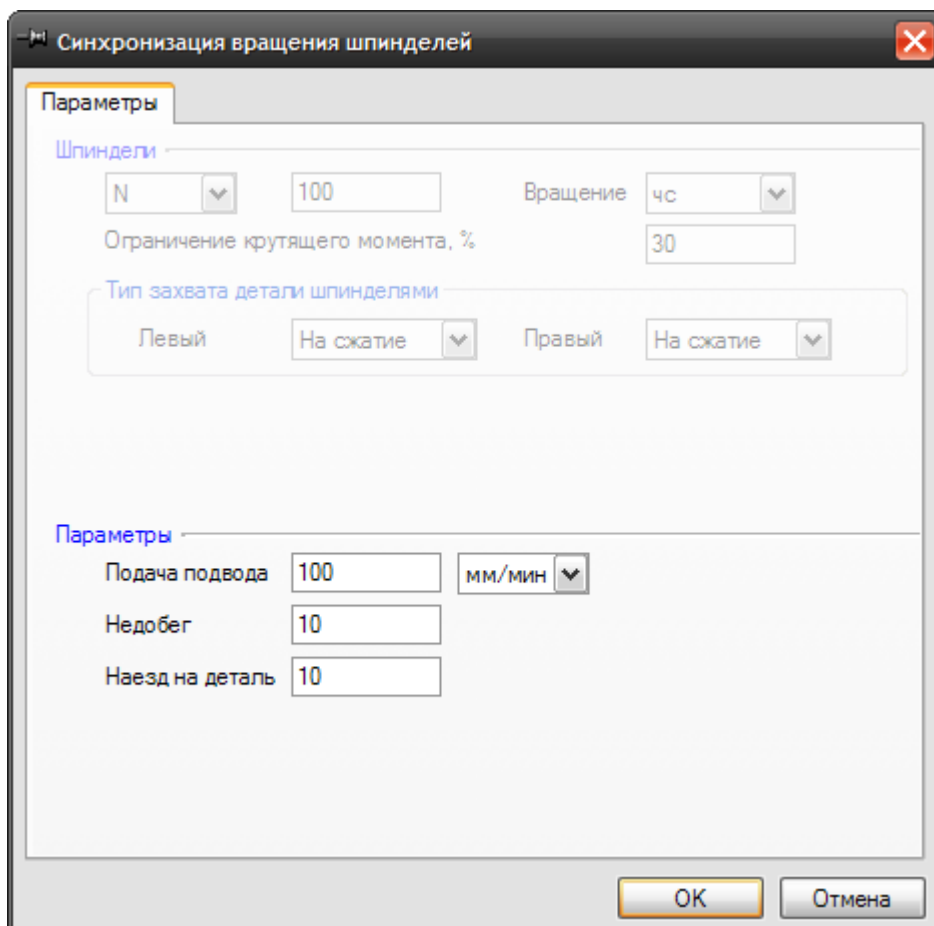 Синхронизация вращения шпинделей
Параметры
Шпиндели
N 100 Вращение чс
Ограничение крутящего момента, % 30
Тип захвата детали шпинделями
Левый На сжатие Правый На сжатие
Параметры
Подача подвода 100 мм/мин
Недобег 10
Наезд на деталь 10
OK Отмена